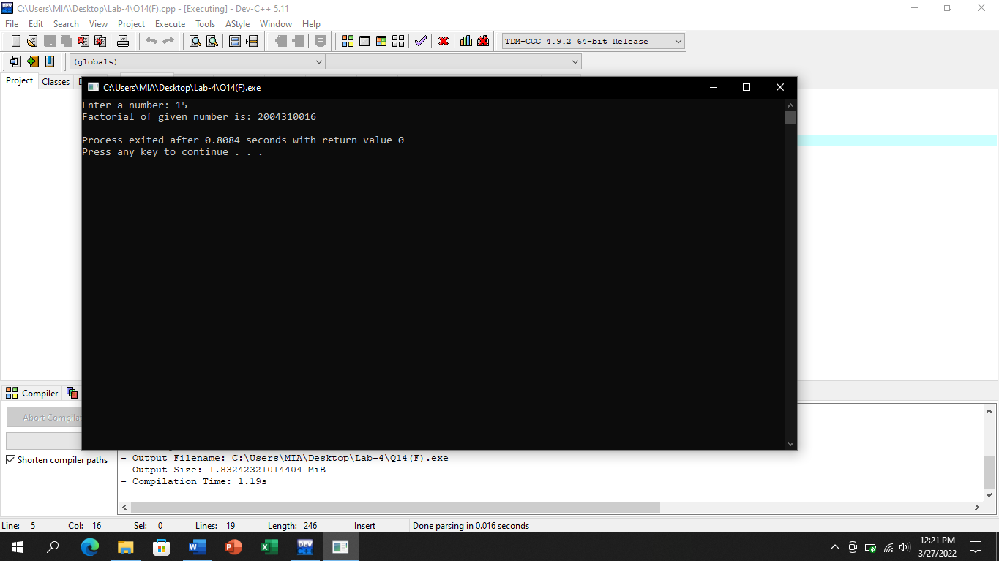 C:\Users\MIA\Desktop\Lab-4\Q14(F).cpp - [Executing] - Dev-C++ 5.11
File Edit Search View Project Execute Tools AStyle Window Help
TDM-GCC 4.9.2 64-bit Release
(globals)
Project Classes
C:\Users\MIA\Desktop\Lab-4\Q14(F).exe
Enter a number: 15
Factorial of given number is: 2004310016
--------------------------------
Process exited after 0.8084 seconds with return value 0
Press any key to continue . . .
Compiler
Abort
Shorten compiler paths
- Output Filename: C:\Users\MIA\Desktop\Lab-4\Q14(F).exe
- Output Size: 1.83242321014404 MiB
- Compilation Time: 1.19s
Line: 5 Col: 16 Sel: 0 Lines: 19 Length: 246 Insert Done parsing in 0.016 seconds
12:21 PM
3/27/2022